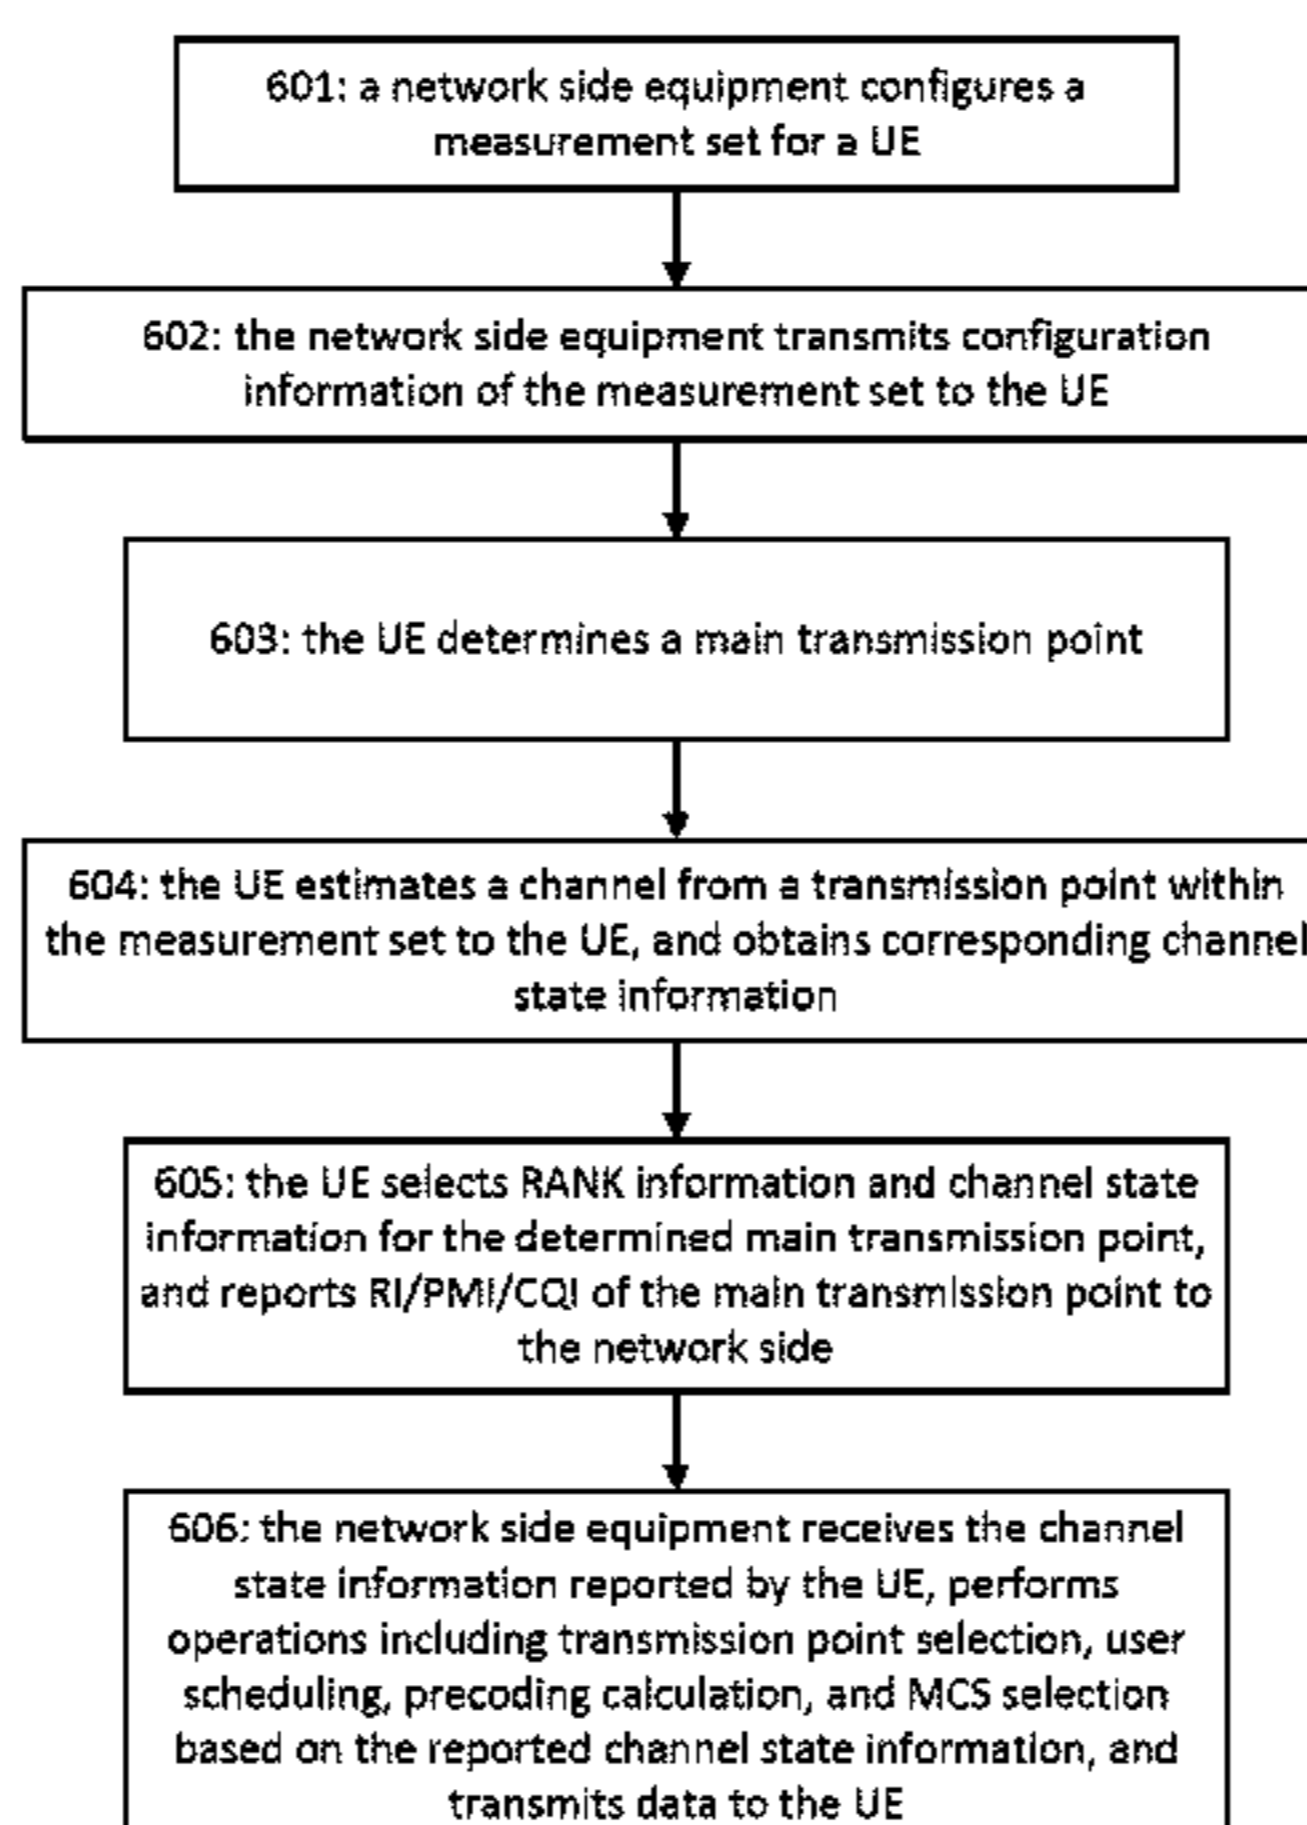 601: a network side equipment configures a
measurement set for a UE
602: the network side equipment transmits configuration
information of the measurement set to the UE
603: the UE determines a main transmission point
604: the UE estimates a channel from a transmission point within
the measurement set to the UE, and obtains corresponding channel
state information
605: the UE selects RANK information and channel state
information for the determined main transmission point,
and reports RI/PMI/CQI of the main transmission point to
the network side
606: the network side equipment receives the channel
state information reported by the UE, performs
operations including transmission point selection, user
scheduling, precoding calculation, and MCS selection
based on the reported channel state information, and
transmits data to the UE